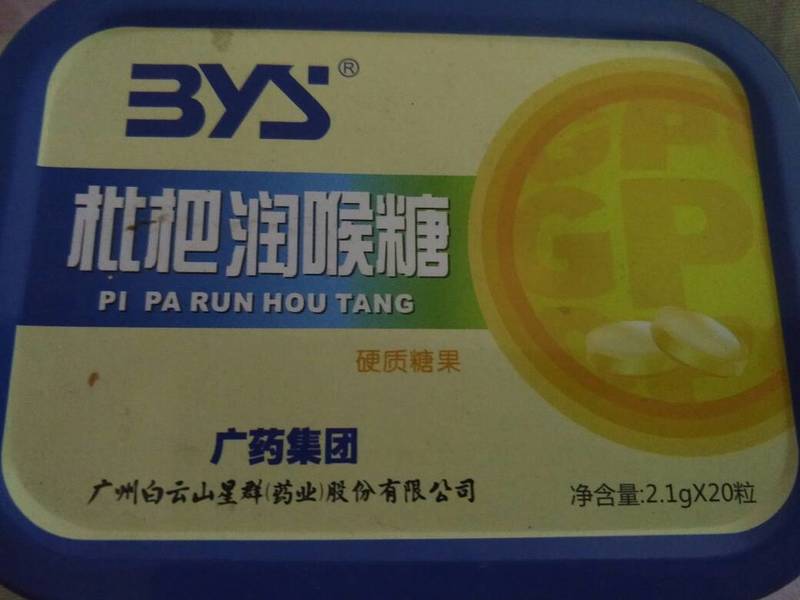 BYS®
枇杷润喉糖
PI PA RUN HOU TANG
硬质糖果
广药集团
广州白云山星群(药业)股份有限公司
净含量:2.1gX20粒
GP
GP